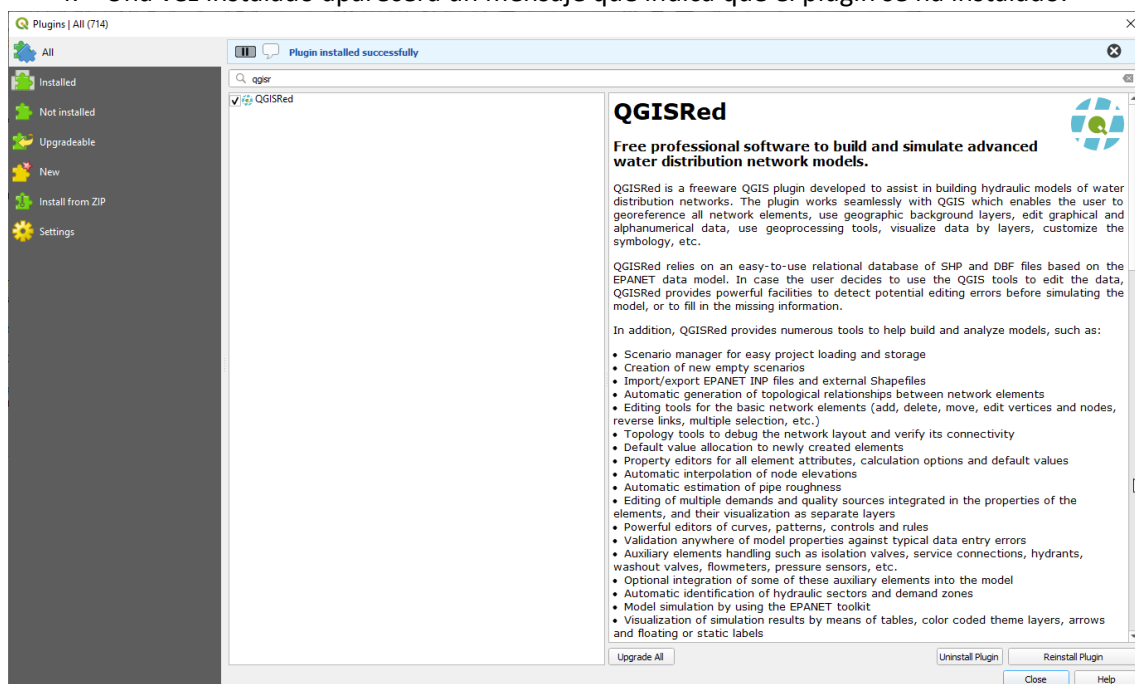 4. Una vez instalado aparecerá un mensaje que indica que el plugin se ha instalado.
Plugins | All (714)
All
Installed
Not installed
Upgradeable
New
Install from ZIP
Settings
Plugin installed successfully
qgisr
QGISRed
QGISRed
Free professional software to build and simulate advanced
water distribution network models.
QGISRed is a freeware QGIS plugin developed to assist in building hydraulic models of water
distribution networks. The plugin works seamlessly with QGIS which enables the user to
georeference all network elements, use geographic background layers, edit graphical and
alphanumerical data, use geoprocessing tools, visualize data by layers, customize the
symbology, etc.
QGISRed relies on an easy-to-use relational database of SHP and DBF files based on the
EPANET data model. In case the user decides to use the QGIS tools to edit the data,
QGISRed provides powerful facilities to detect potential editing errors before simulating the
model, or to fill in the missing information.
In addition, QGISRed provides numerous tools to help build and analyze models, such as:
• Scenario manager for easy project loading and storage
• Creation of new empty scenarios
• Import/export EPANET INP files and external Shapefiles
• Automatic generation of topological relationships between network elements
• Editing tools for the basic network elements (add, delete, move, edit vertices and nodes,
reverse links, multiple selection, etc.)
• Topology tools to debug the network layout and verify its connectivity
• Default value allocation to newly created elements
• Property editors for all element attributes, calculation options and default values
• Automatic interpolation of node elevations
• Automatic estimation of pipe roughness
• Editing of multiple demands and quality sources integrated in the properties of the
elements, and their visualization as separate layers
• Powerful editors of curves, patterns, controls and rules
• Validation anywhere of model properties against typical data entry errors
• Auxiliary elements handling such as isolation valves, service connections, hydrants,
washout valves, flowmeters, pressure sensors, etc.
• Optional integration of some of these auxiliary elements into the model
• Automatic identification of hydraulic sectors and demand zones
• Model simulation by using the EPANET toolkit
• Visualization of simulation results by means of tables, color coded theme layers, arrows
and floating or static labels
Upgrade All
Uninstall Plugin
Reinstall Plugin
Close
Help